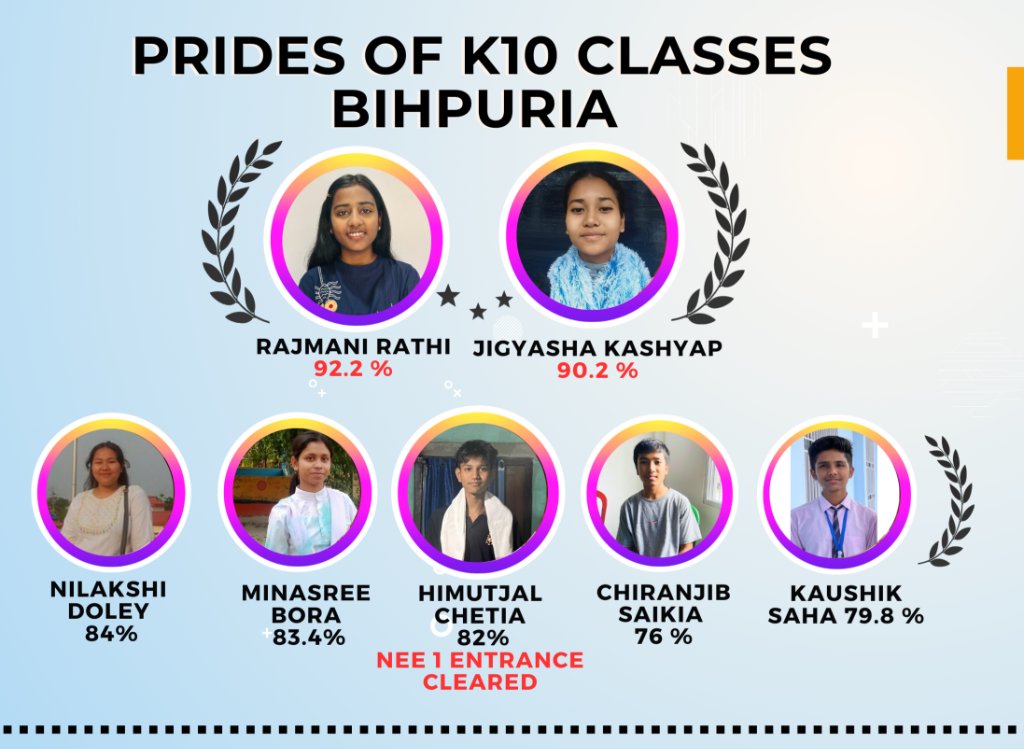 PRIDES OF K10 CLASSES
BIHPURIA
RAJMANI RATHI
92.2 %
JIGYASHA KASHYAP
90.2 %
NILAKSHI
DOLEY
84%
MINASREE
BORA
83.4%
HIMUTJAL
CHETIA
82%
NEE 1 ENTRANCE
CLEARED
CHIRANJIB
SAIKIA
76 %
KAUSHIK
SAHA 79.8 %